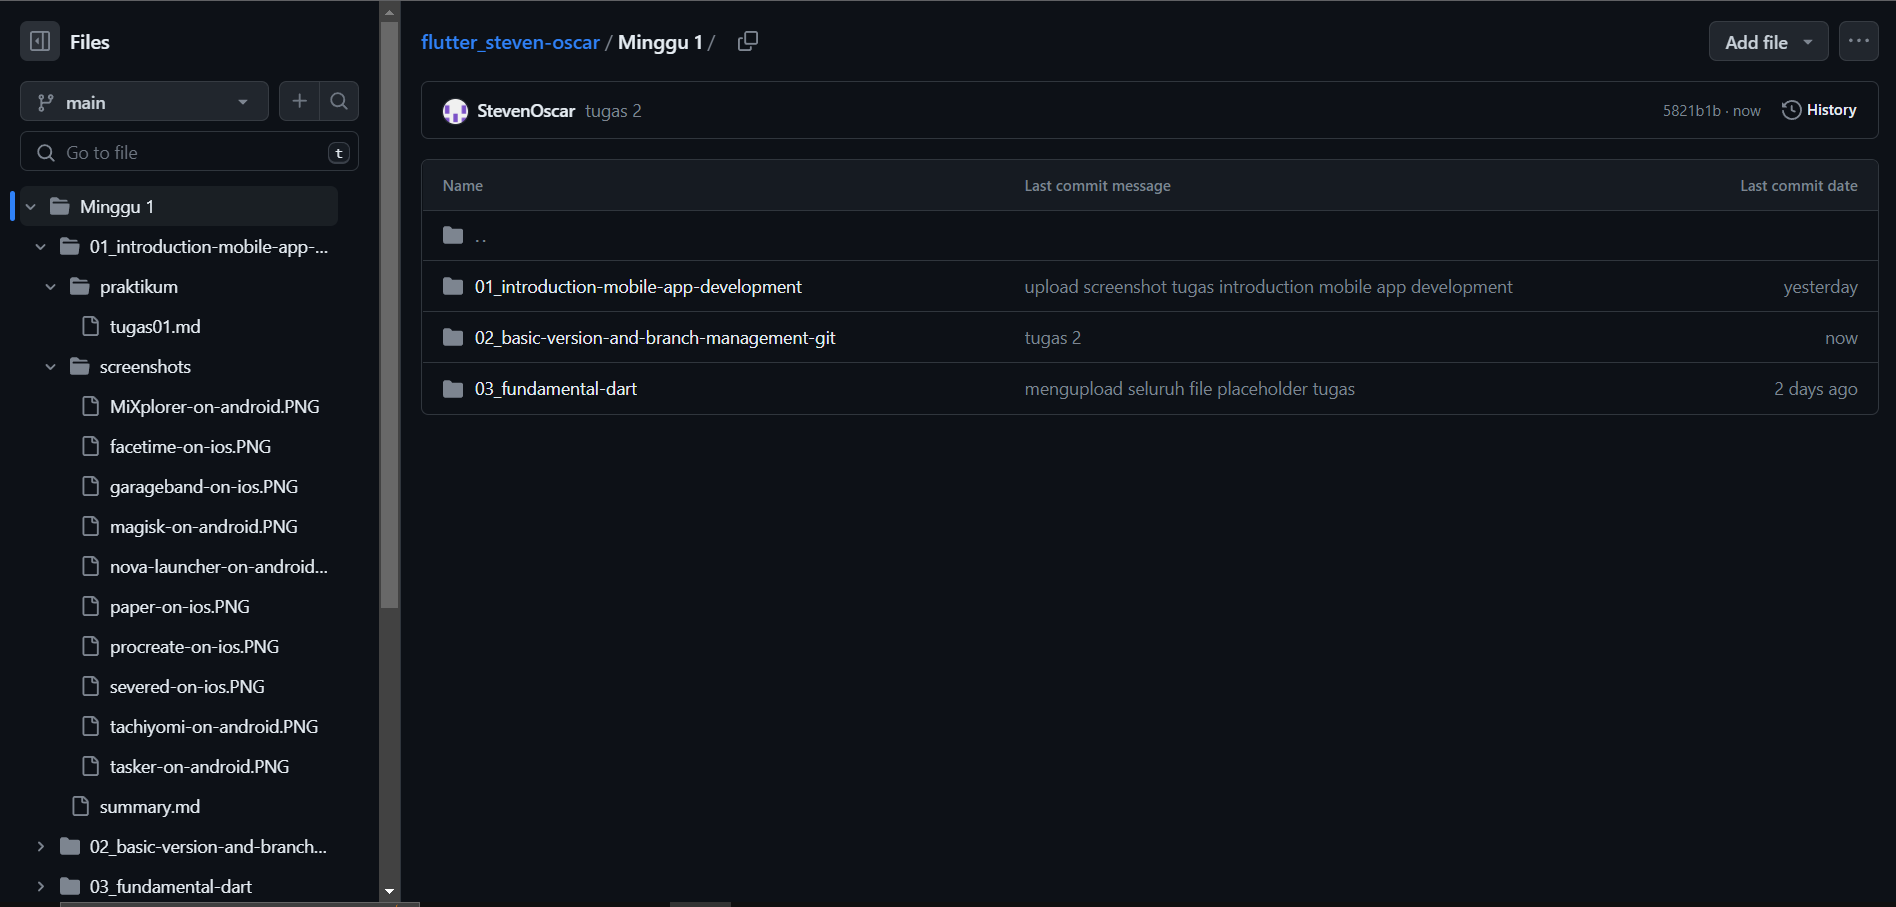 Files
main
Go to file
t
Minggu 1
01_introduction-mobile-app-...
praktikum
tugas01.md
screenshots
MiXplorer-on-android.PNG
facetime-on-ios.PNG
garageband-on-ios.PNG
magisk-on-android.PNG
nova-launcher-on-android...
paper-on-ios.PNG
procreate-on-ios.PNG
severed-on-ios.PNG
tachiyomi-on-android.PNG
tasker-on-android.PNG
summary.md
02_basic-version-and-branch...
03_fundamental-dart
flutter_steven-oscar / Minggu 1 /
Add file
StevenOscar tugas 2
5821b1b · now History
Name Last commit message Last commit date
..
01_introduction-mobile-app-development upload screenshot tugas introduction mobile app development yesterday
02_basic-version-and-branch-management-git tugas 2 now
03_fundamental-dart mengupload seluruh file placeholder tugas 2 days ago